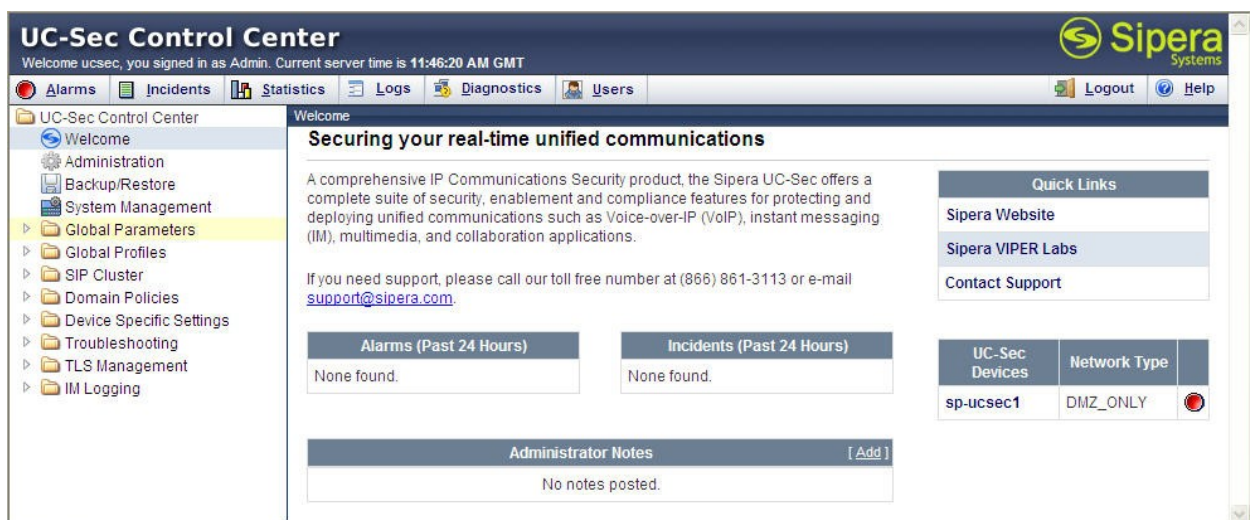 UC-Sec Control Center
Welcome ucsec, you signed in as Admin. Current server time is 11:46:20 AM GMT
Sipera
Systems
Alarms Incidents Statistics Logs Diagnostics Users Logout Help
UC-Sec Control Center
Welcome
Administration
Backup/Restore
System Management
Global Parameters
Global Profiles
SIP Cluster
Domain Policies
Device Specific Settings
Troubleshooting
TLS Management
IM Logging
Welcome
Securing your real-time unified communications
A comprehensive IP Communications Security product, the Sipera UC-Sec offers a
complete suite of security, enablement and compliance features for protecting and
deploying unified communications such as Voice-over-IP (VoIP), instant messaging
(IM), multimedia, and collaboration applications.
If you need support, please call our toll free number at (866) 861-3113 or e-mail
support@sipera.com.
Alarms (Past 24 Hours)
None found.
Incidents (Past 24 Hours)
None found.
Administrator Notes [ Add ]
No notes posted.
Quick Links
Sipera Website
Sipera VIPER Labs
Contact Support
UC-Sec
Devices
Network Type
sp-ucsec1 DMZ_ONLY